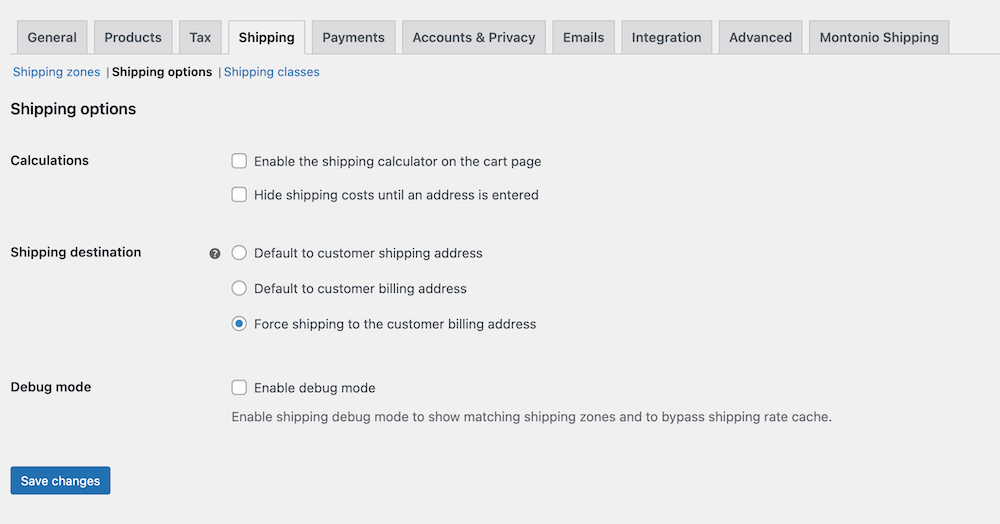 General Products Tax Shipping Payments Accounts & Privacy Emails Integration Advanced Montonio Shipping
Shipping zones | Shipping options | Shipping classes
Shipping options
Calculations
Enable the shipping calculator on the cart page
Hide shipping costs until an address is entered
Shipping destination ?
Default to customer shipping address
Default to customer billing address
Force shipping to the customer billing address
Debug mode
Enable debug mode
Enable shipping debug mode to show matching shipping zones and to bypass shipping rate cache.
Save changes